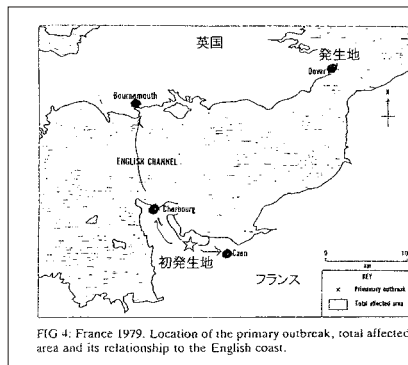 英国
発生地
Dover
Bournemouth
ENGLISH CHANNEL
Cherbourg
Caen
初発生地
フランス
KEY
x Primary outbreak
Total affected area
FIG 4: France 1979. Location of the primary outbreak, total affected
area and its relationship to the English coast.